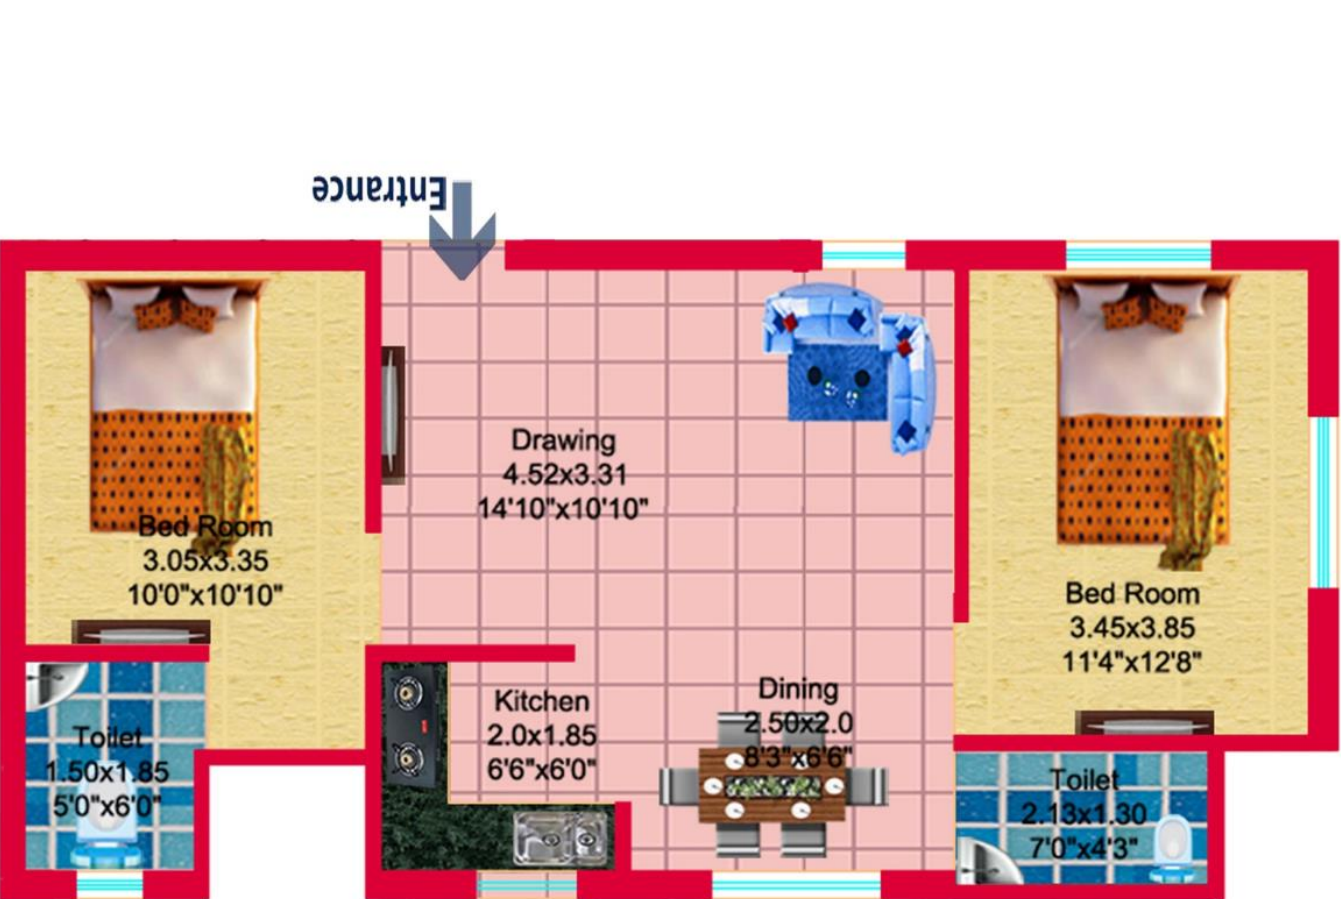 Entrance
Drawing
4.52x3.31
14'10"x10'10"
Bed Room
3.05x3.35
10'0"x10'10"
Bed Room
3.45x3.85
11'4"x12'8"
Kitchen
2.0x1.85
6'6"x6'0"
Dining
2.50x2.0
8'3"x6'6"
Toilet
1.50x1.85
5'0"x6'0"
Toilet
2.13x1.30
7'0"x4'3"